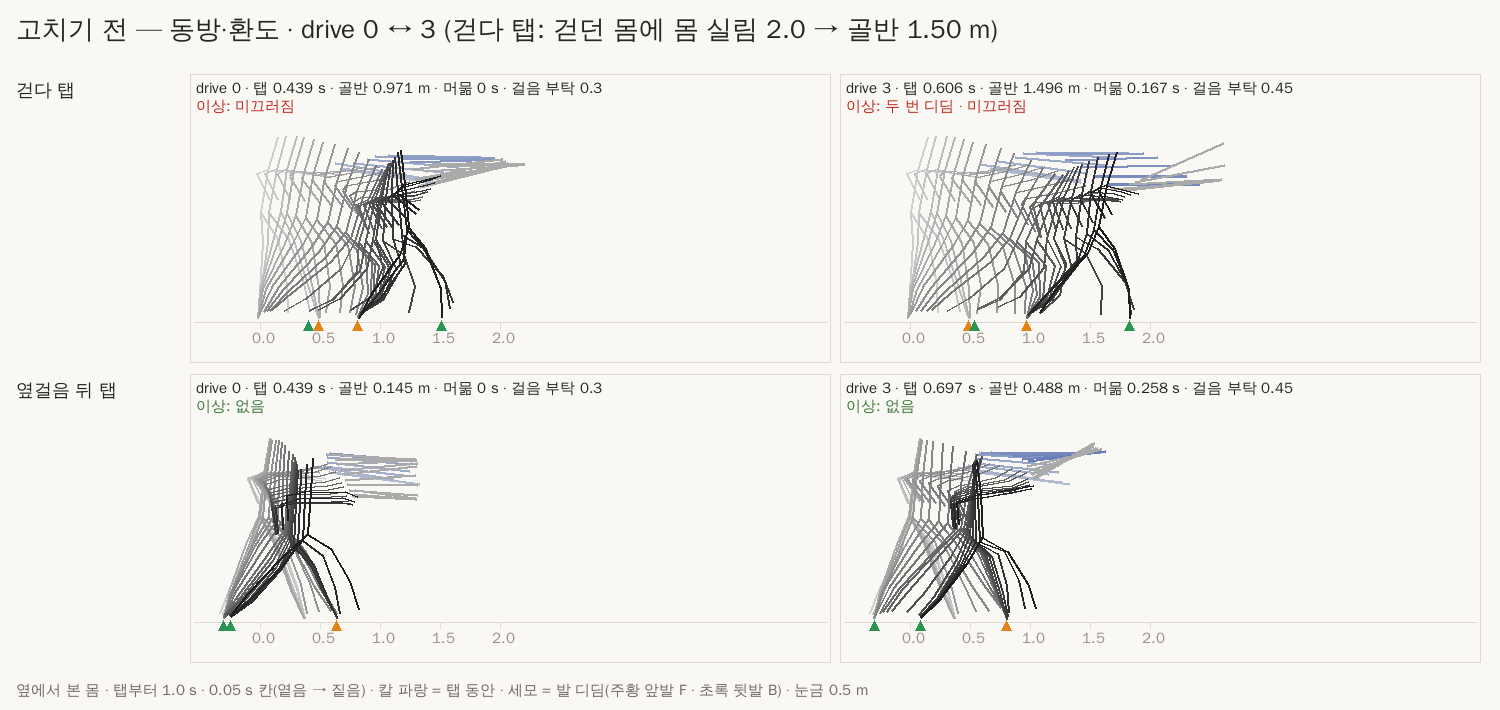 고치기 전 — 동방·환도 · drive 0 ↔ 3 (걷다 탭: 걷던 몸에 몸 실림 2.0 → 골반 1.50 m)
걷다 탭
drive 0 · 탭 0.439 s · 골반 0.971 m · 머묾 0 s · 걸음 부탁 0.3
이상: 미끄러짐
0.0 0.5 1.0 1.5 2.0
drive 3 · 탭 0.606 s · 골반 1.496 m · 머묾 0.167 s · 걸음 부탁 0.45
이상: 두 번 디딤 · 미끄러짐
0.0 0.5 1.0 1.5 2.0
옆걸음 뒤 탭
drive 0 · 탭 0.439 s · 골반 0.145 m · 머묾 0 s · 걸음 부탁 0.3
이상: 없음
0.0 0.5 1.0 1.5 2.0
drive 3 · 탭 0.697 s · 골반 0.488 m · 머묾 0.258 s · 걸음 부탁 0.45
이상: 없음
0.0 0.5 1.0 1.5 2.0
옆에서 본 몸 · 탭부터 1.0 s · 0.05 s 칸(옅음 → 짙음) · 칼 파랑 = 탭 동안 · 세모 = 발 디딤(주황 앞발 F · 초록 뒷발 B) · 눈금 0.5 m